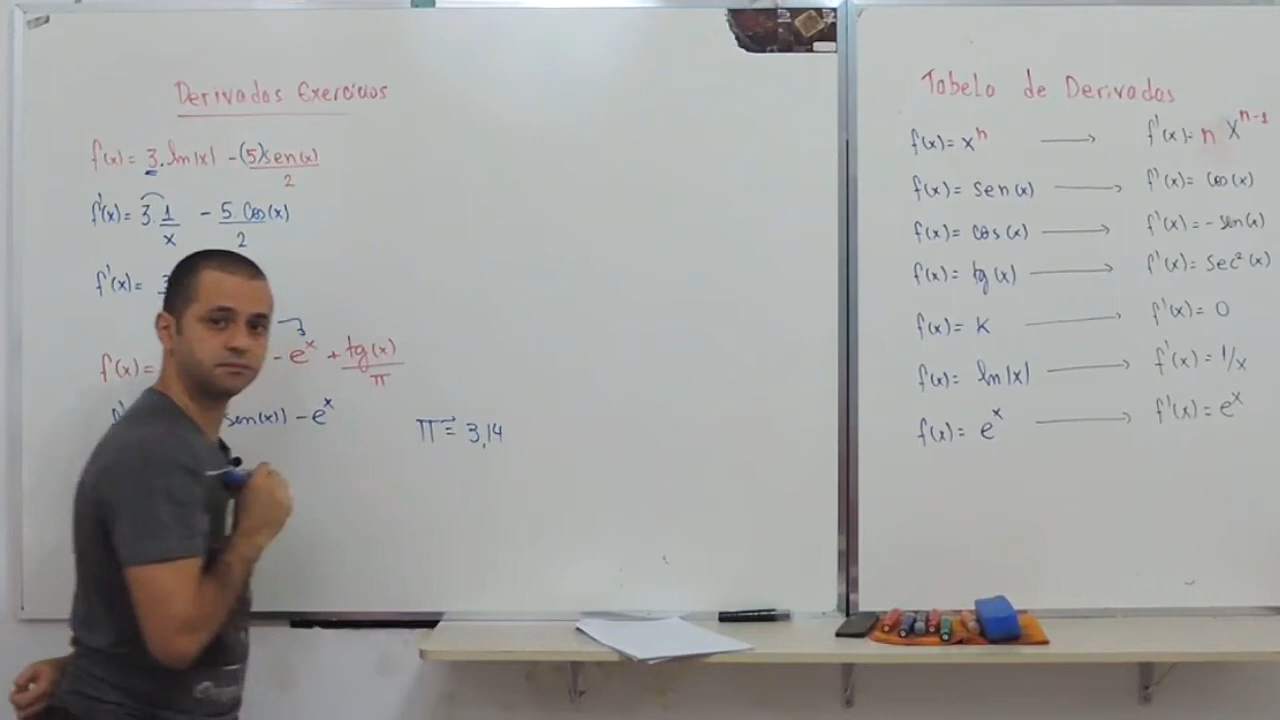 Derivadas Exercícios
f(x) = 3.ln|x| - (5)sen(x)/2
f'(x) = 3.1/x - 5.Cos(x)/2
f'(x) = 3
f(x) = - e^x + tg(x)/π
sen(x)) - e^x
π = 3,14
Tabela de Derivadas
f(x) = x^n → f'(x) = n x^n-1
f(x) = sen(x) → f'(x) = cos(x)
f(x) = cos(x) → f'(x) = -sen(x)
f(x) = tg(x) → f'(x) = sec²(x)
f(x) = K → f'(x) = 0
f(x) = ln|x| → f'(x) = 1/x
f(x) = e^x → f'(x) = e^x